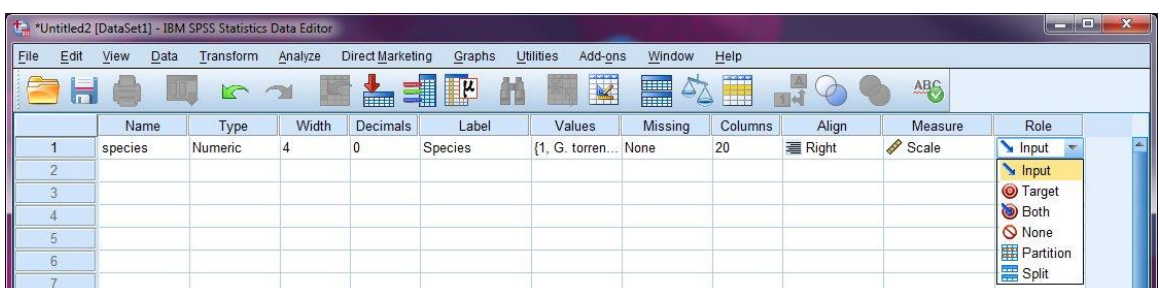 *Untitled2 [DataSet1] - IBM SPSS Statistics Data Editor
File Edit View Data Transform Analyze Direct Marketing Graphs Utilities Add-ons Window Help
Name Type Width Decimals Label Values Missing Columns Align Measure Role
1 species Numeric 4 0 Species {1, G. torren... None 20 Right Scale Input
2 Input
3 Target
4 Both
5 None
6 Partition
7 Split